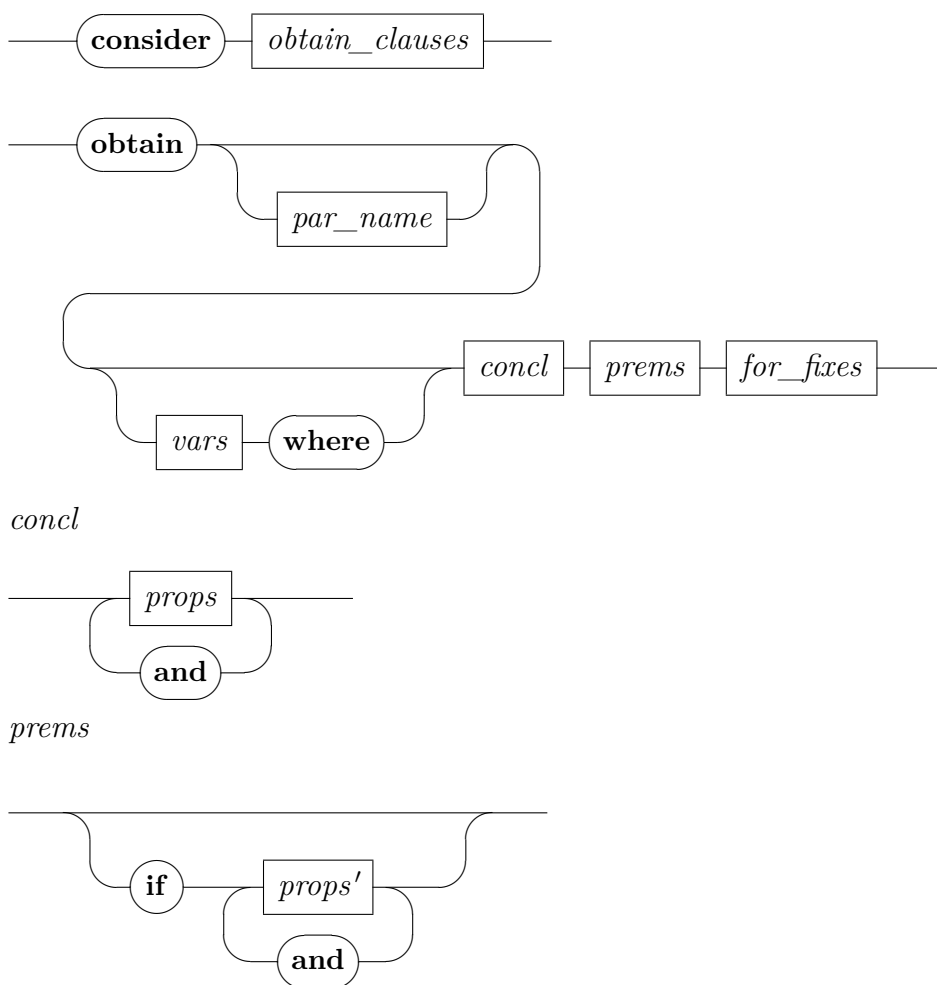 consider obtain_clauses
obtain
par_name
concl prems for_fixes
vars where
concl
props
and
prems
if props′
and